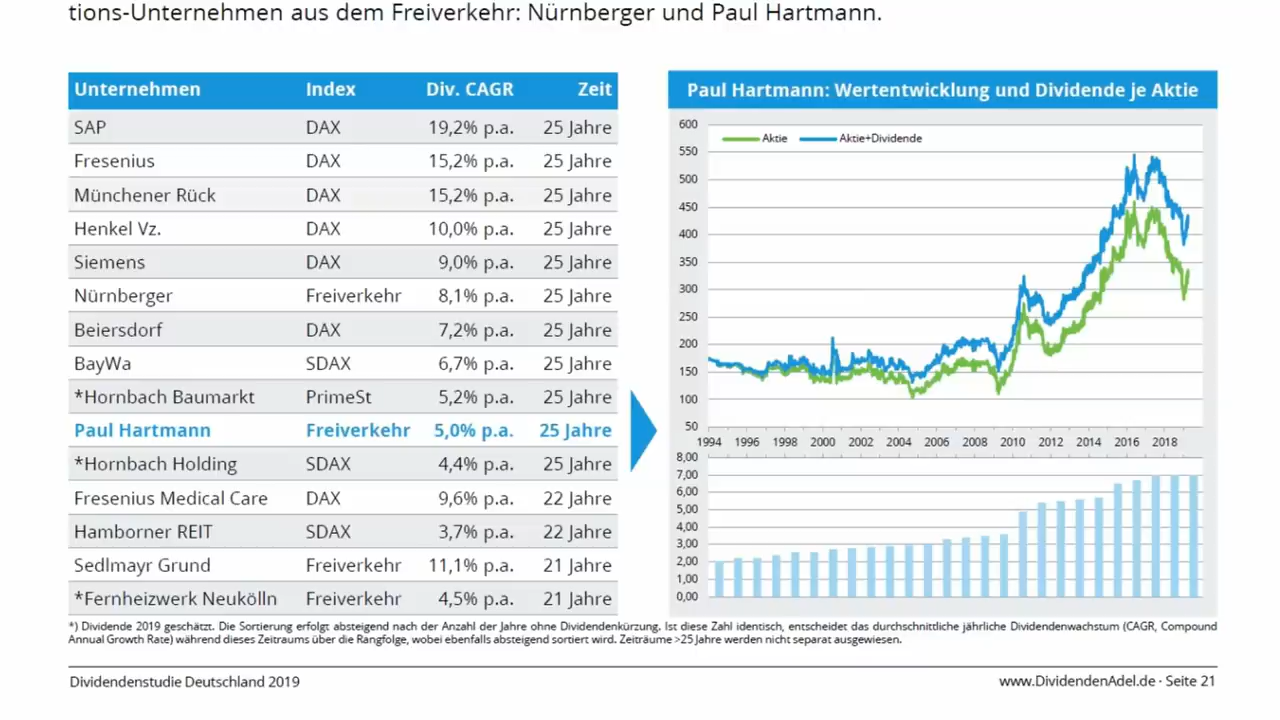 tions-Unternehmen aus dem Freiverkehr: Nürnberger und Paul Hartmann.
Unternehmen Index Div. CAGR Zeit
SAP DAX 19,2% p.a. 25 Jahre
Fresenius DAX 15,2% p.a. 25 Jahre
Münchener Rück DAX 15,2% p.a. 25 Jahre
Henkel Vz. DAX 10,0% p.a. 25 Jahre
Siemens DAX 9,0% p.a. 25 Jahre
Nürnberger Freiverkehr 8,1% p.a. 25 Jahre
Beiersdorf DAX 7,2% p.a. 25 Jahre
BayWa SDAX 6,7% p.a. 25 Jahre
*Hornbach Baumarkt PrimeSt 5,2% p.a. 25 Jahre
Paul Hartmann Freiverkehr 5,0% p.a. 25 Jahre
*Hornbach Holding SDAX 4,4% p.a. 25 Jahre
Fresenius Medical Care DAX 9,6% p.a. 22 Jahre
Hamborner REIT SDAX 3,7% p.a. 22 Jahre
Sedlmayr Grund Freiverkehr 11,1% p.a. 21 Jahre
*Fernheizwerk Neukölln Freiverkehr 4,5% p.a. 21 Jahre
Paul Hartmann: Wertentwicklung und Dividende je Aktie
Aktie Aktie+Dividende
600
550
500
450
400
350
300
250
200
150
100
50
1994 1996 1998 2000 2002 2004 2006 2008 2010 2012 2014 2016 2018
8,00
7,00
6,00
5,00
4,00
3,00
2,00
1,00
0,00
*) Dividende 2019 geschätzt. Die Sortierung erfolgt absteigend nach der Anzahl der Jahre ohne Dividendenkürzung. Ist diese Zahl identisch, entscheidet das durchschnittliche jährliche Dividendenwachstum (CAGR, Compound
Annual Growth Rate) während dieses Zeitraums über die Rangfolge, wobei ebenfalls absteigend sortiert wird. Zeiträume >25 Jahre werden nicht separat ausgewiesen.
Dividendenstudie Deutschland 2019
www.DividendenAdel.de · Seite 21